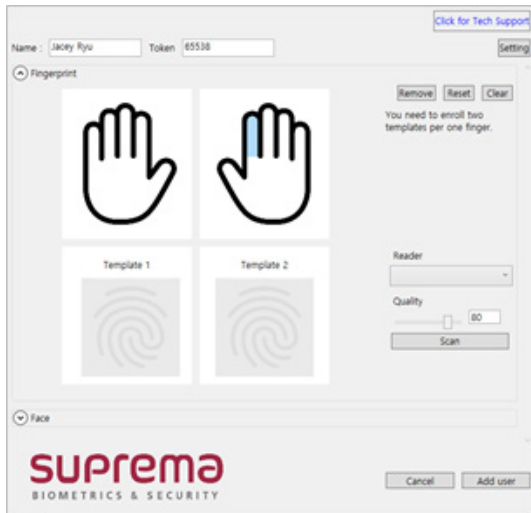 Click for Tech Support
Name : Jacey Ryu Token 65538 Setting
Fingerprint
Remove Reset Clear
You need to enroll two
templates per one finger.
Template 1 Template 2
Reader
Quality
80
Scan
Face
suprema
BIOMETRICS & SECURITY
Cancel Add user